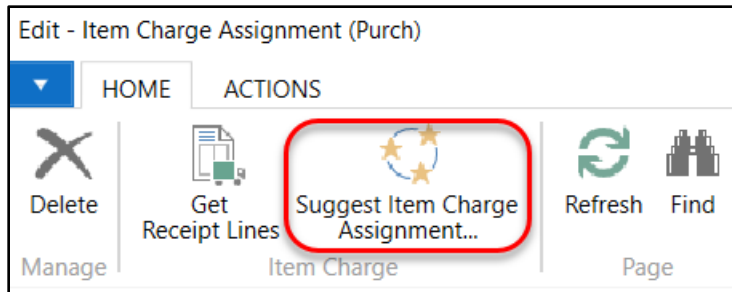 Edit - Item Charge Assignment (Purch)
HOME ACTIONS
Delete
Get
Receipt Lines
Suggest Item Charge
Assignment...
Refresh
Find
Manage
Item Charge
Page